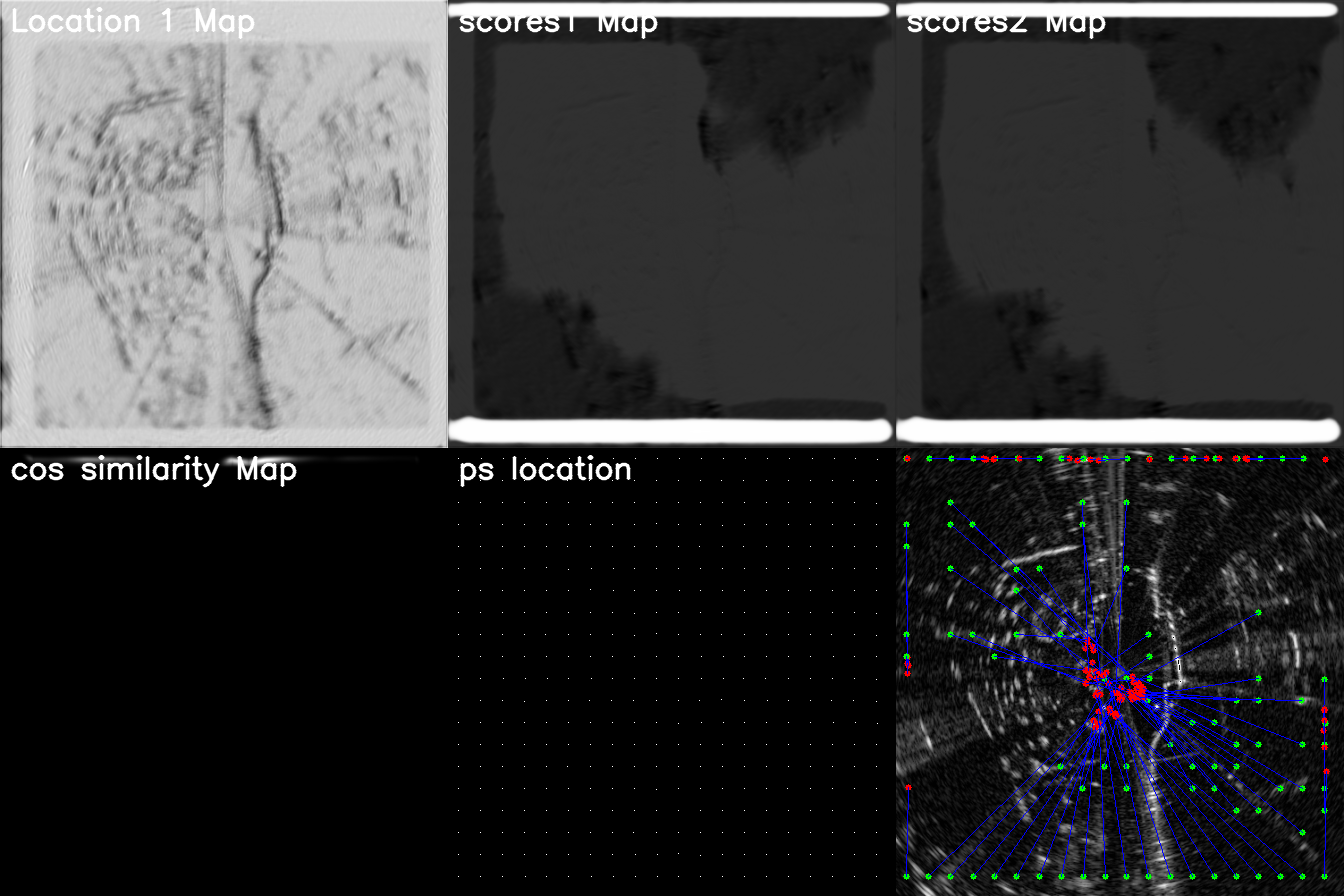 Location 1 Map
scores1 Map
scores2 Map
cos similarity Map
ps location